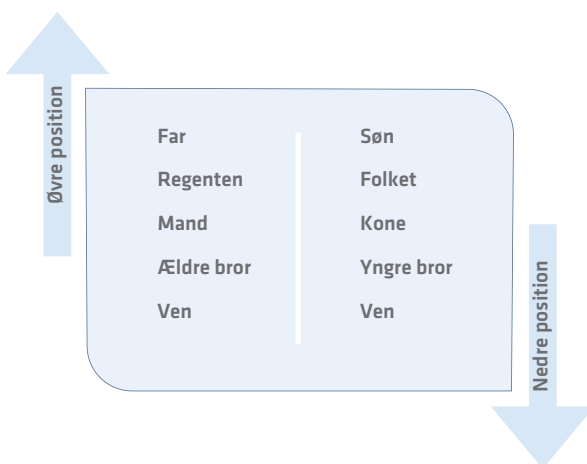 Øvre position
Far
Søn
Regenten
Folket
Mand
Kone
Ældre bror
Yngre bror
Ven
Ven
Nedre position